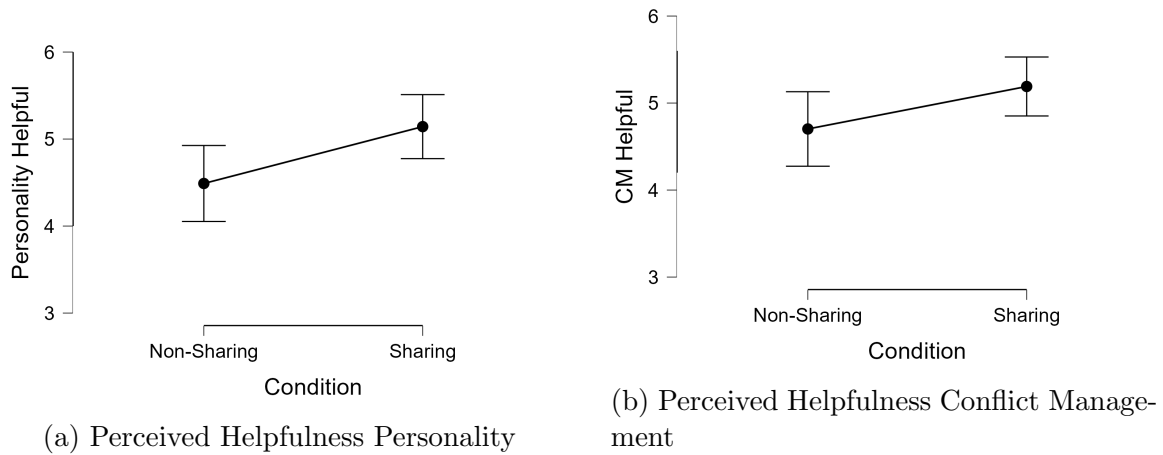 6
5
4
3
Personality Helpful
Non-Sharing
Sharing
Condition
(a) Perceived Helpfulness Personality
6
5
4
3
CM Helpful
Non-Sharing
Sharing
Condition
(b) Perceived Helpfulness Conflict Manage-
ment